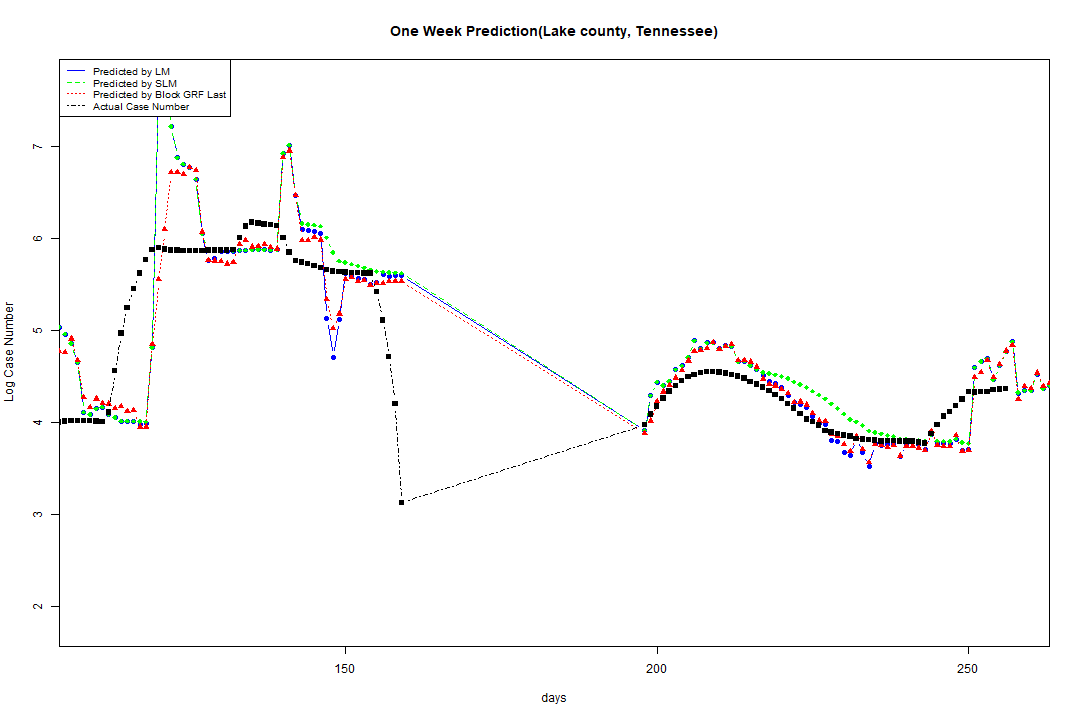 One Week Prediction(Lake county, Tennessee)
Predicted by LM
Predicted by SLM
Predicted by Block GRF Last
Actual Case Number
7
6
5
4
3
2
Log Case Number
150
200
250
days